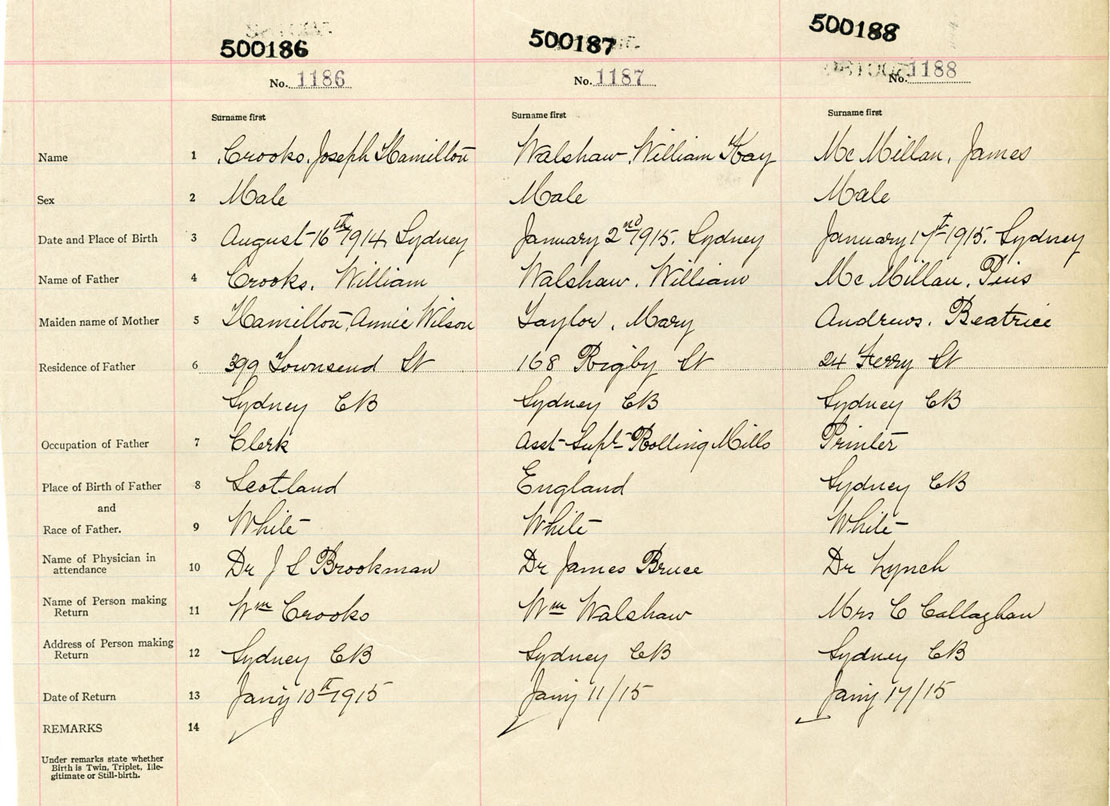 500186 500187 500188
No. 1186 No. 1187 No. 1188
Surname first Surname first Surname first
Name 1 Crooks, Joseph Hamilton Walshaw, William Kay McMillan, James
Sex 2 Male Male Male
Date and Place of Birth 3 August 16th 1914 Sydney January 2nd 1915. Sydney January 1915. Sydney
Name of Father 4 Crooks, William Walshaw, William McMillan, Pius
Maiden name of Mother 5 Hamilton, Annie Wilson Taylor, Mary Andrews, Beatrice
Residence of Father 6 399 Townsend St 168 Rigby St 24 Ferry St
Sydney CB Sydney CB Sydney CB
Occupation of Father 7 Clerk Asst Supt Rolling Mills Printer
Place of Birth of Father 8 Scotland England Sydney CB
and
Race of Father. 9 White White White
Name of Physician in
attendance 10 Dr J S Brookman Dr James Bruce Dr Lynch
Name of Person making
Return 11 Wm Crooks Wm Walshaw Mrs C Callaghan
Address of Person making
Return 12 Sydney CB Sydney CB Sydney CB
Date of Return 13 Jany 10th 1915 Jany 11/15 Jany 17/15
REMARKS 14
Under remarks state whether
Birth is Twin, Triplet, Ille-
gitimate or Still-birth.